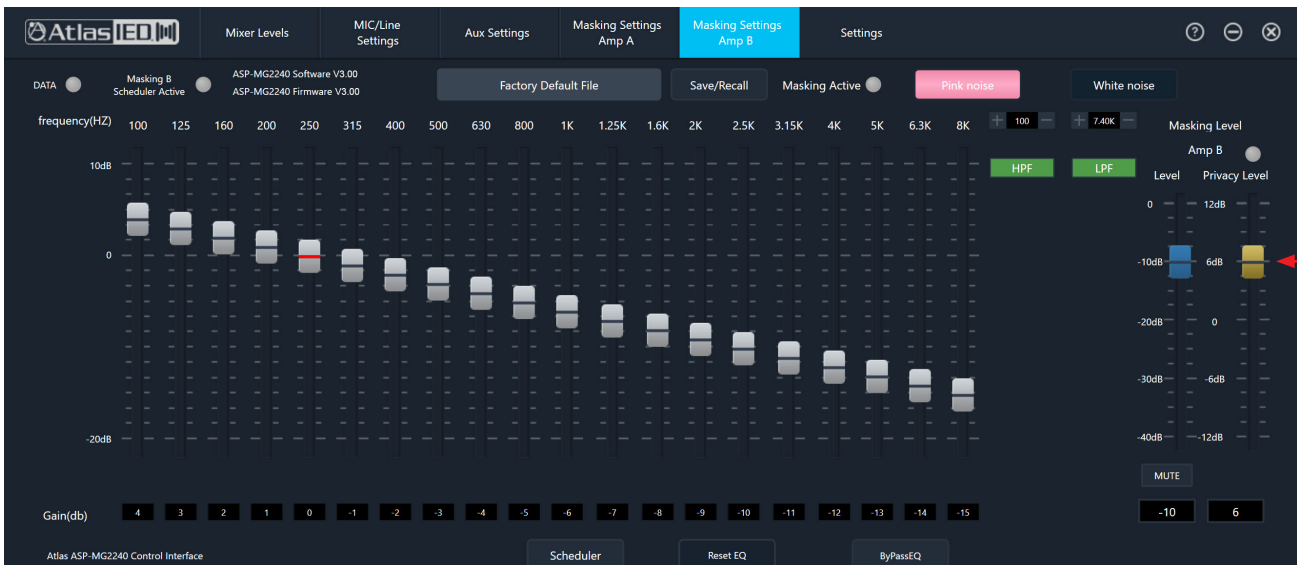 Atlas IED
Mixer Levels
MIC/Line
Settings
Aux Settings
Masking Settings
Amp A
Masking Settings
Amp B
Settings
?
DATA
Masking B
Scheduler Active
ASP-MG2240 Software V3.00
ASP-MG2240 Firmware V3.00
Factory Default File
Save/Recall
Masking Active
Pink noise
White noise
frequency(HZ) 100 125 160 200 250 315 400 500 630 800 1K 1.25K 1.6K 2K 2.5K 3.15K 4K 5K 6.3K 8K
+ 100 −
+ 7.40K −
Masking Level
Amp B
HPF
LPF
Level Privacy Level
10dB
0
-20dB
0 12dB
-10dB 6dB
-20dB 0
-30dB -6dB
-40dB -12dB
MUTE
Gain(db) 4 3 2 1 0 -1 -2 -3 -4 -5 -6 -7 -8 -9 -10 -11 -12 -13 -14 -15
-10 6
Atlas ASP-MG2240 Control Interface
Scheduler
Reset EQ
ByPassEQ